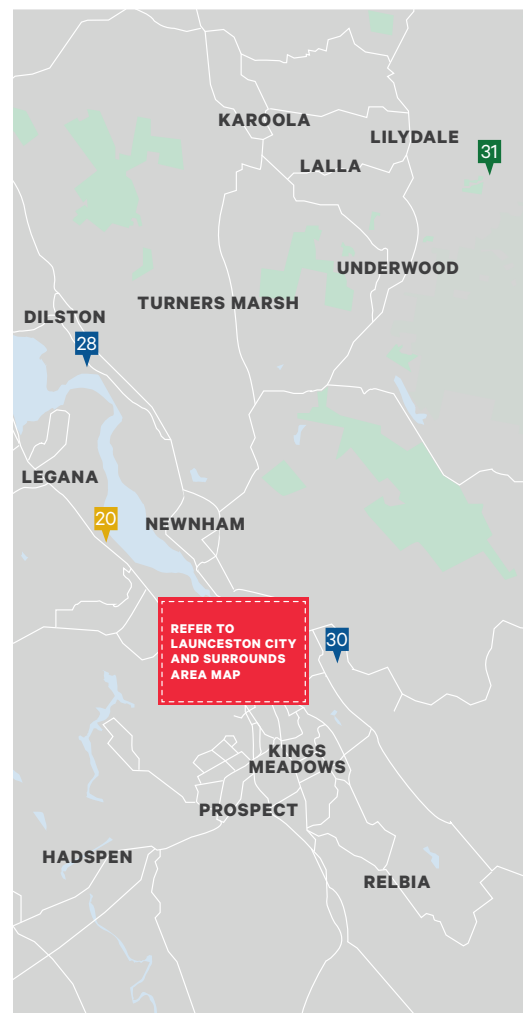 KAROOLA
LILYDALE
31
LALLA
UNDERWOOD
TURNERS MARSH
DILSTON
28
LEGANA
20
NEWNHAM
REFER TO
LAUNCESTON CITY
AND SURROUNDS
AREA MAP
30
KINGS
MEADOWS
PROSPECT
HADSPEN
RELBIA